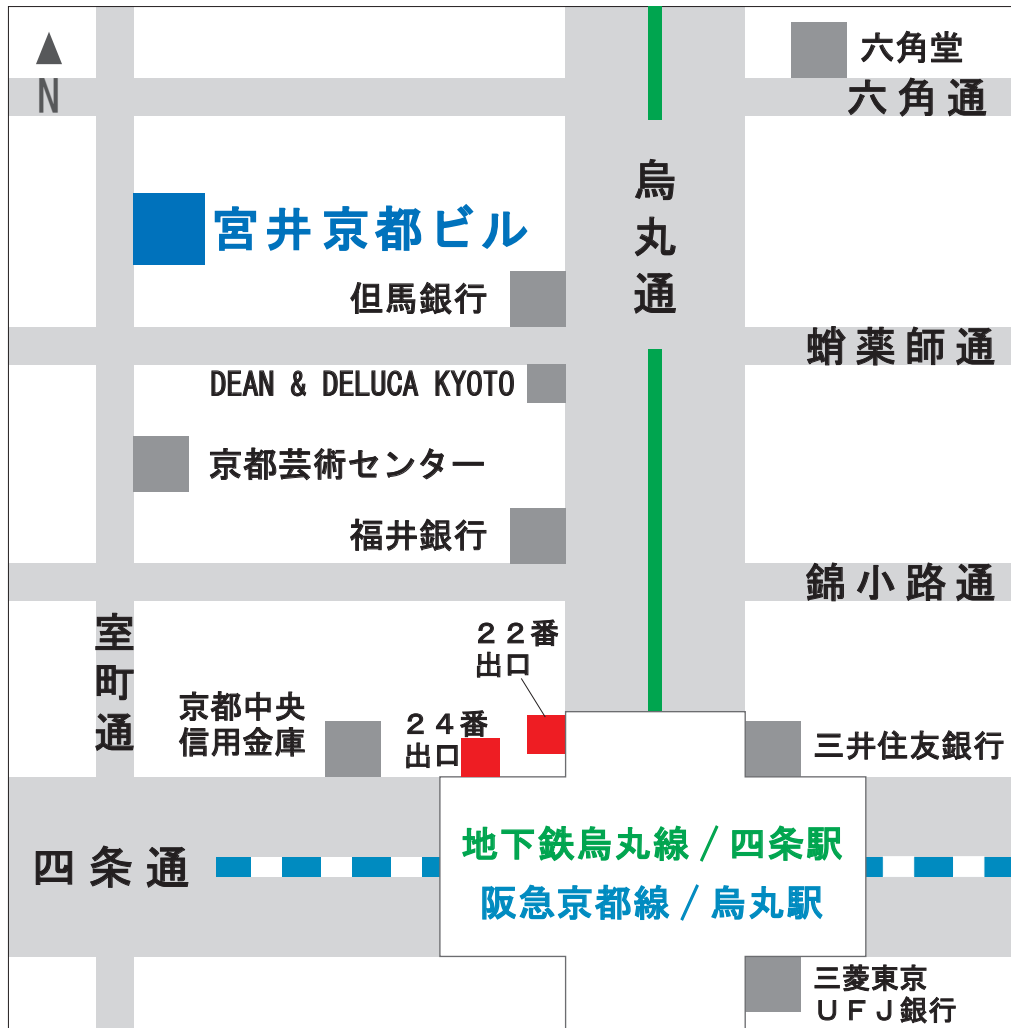 六角堂
N
六角通
烏丸通
宮井京都ビル
但馬銀行
蛸薬師通
DEAN & DELUCA KYOTO
京都芸術センター
福井銀行
錦小路通
室町通
２２番
出口
京都中央
信用金庫
２４番
出口
三井住友銀行
地下鉄烏丸線 / 四条駅
四条通
阪急京都線 / 烏丸駅
三菱東京
ＵＦＪ銀行